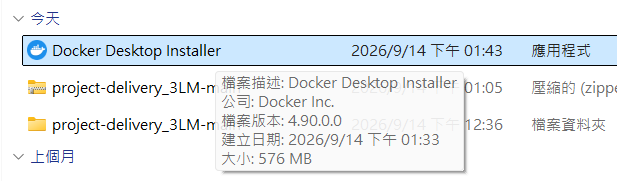 今天
Docker Desktop Installer 2026/9/14 下午 01:43 應用程式
project-delivery_3LM-m 01:05 壓縮的 (zippe
project-delivery_3LM-m 12:36 檔案資料夾
檔案描述: Docker Desktop Installer
公司: Docker Inc.
檔案版本: 4.90.0.0
建立日期: 2026/9/14 下午 01:33
大小: 576 MB
上個月